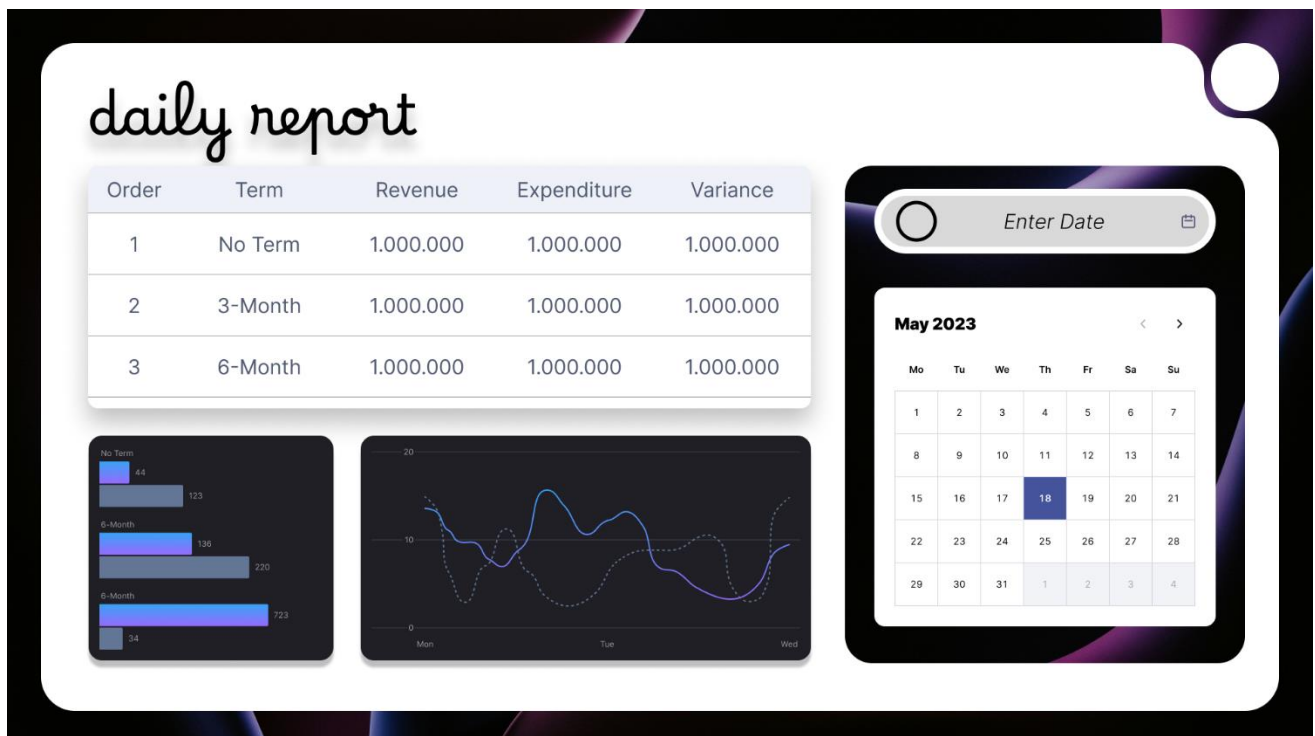 daily report
Order Term Revenue Expenditure Variance
1 No Term 1.000.000 1.000.000 1.000.000
2 3-Month 1.000.000 1.000.000 1.000.000
3 6-Month 1.000.000 1.000.000 1.000.000
No Term
44
123
6-Month
136
220
6-Month
723
34
20
10
0
Mon Tue Wed
Enter Date
May 2023
Mo Tu We Th Fr Sa Su
1 2 3 4 5 6 7
8 9 10 11 12 13 14
15 16 17 18 19 20 21
22 23 24 25 26 27 28
29 30 31 1 2 3 4